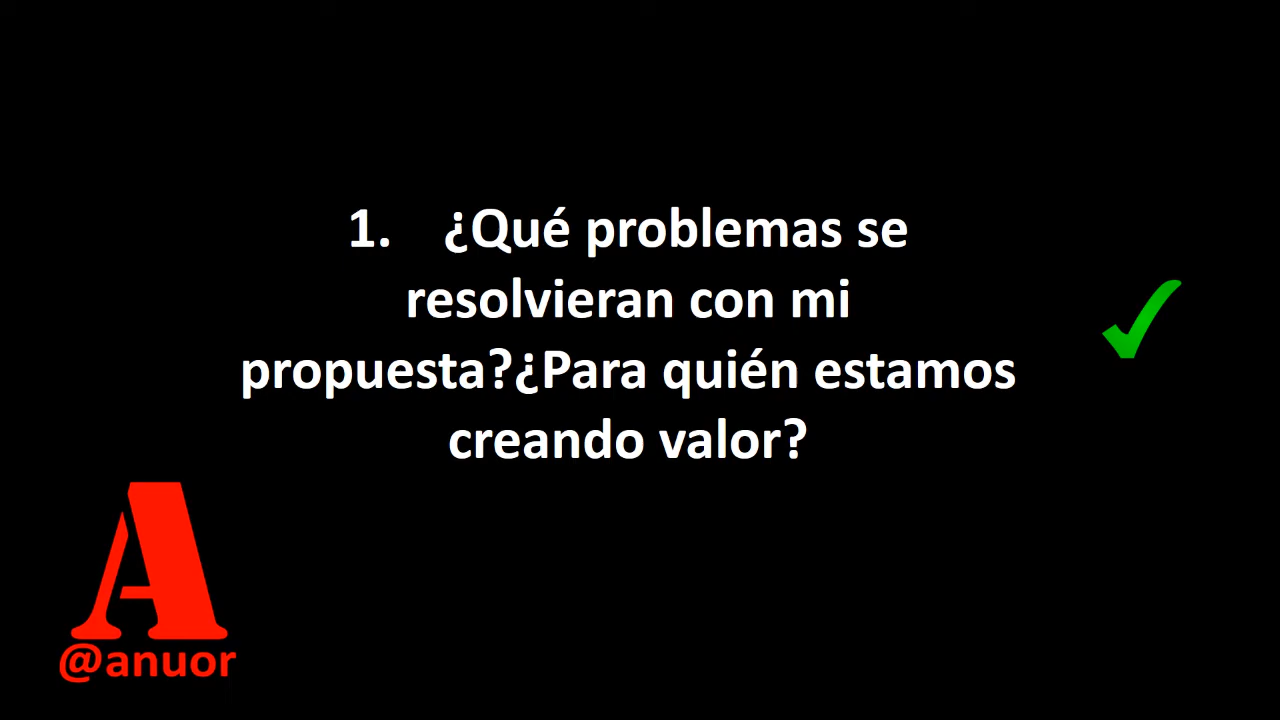 1. ¿Qué problemas se
resolvieran con mi
propuesta?¿Para quién estamos
creando valor?
A
@anuor